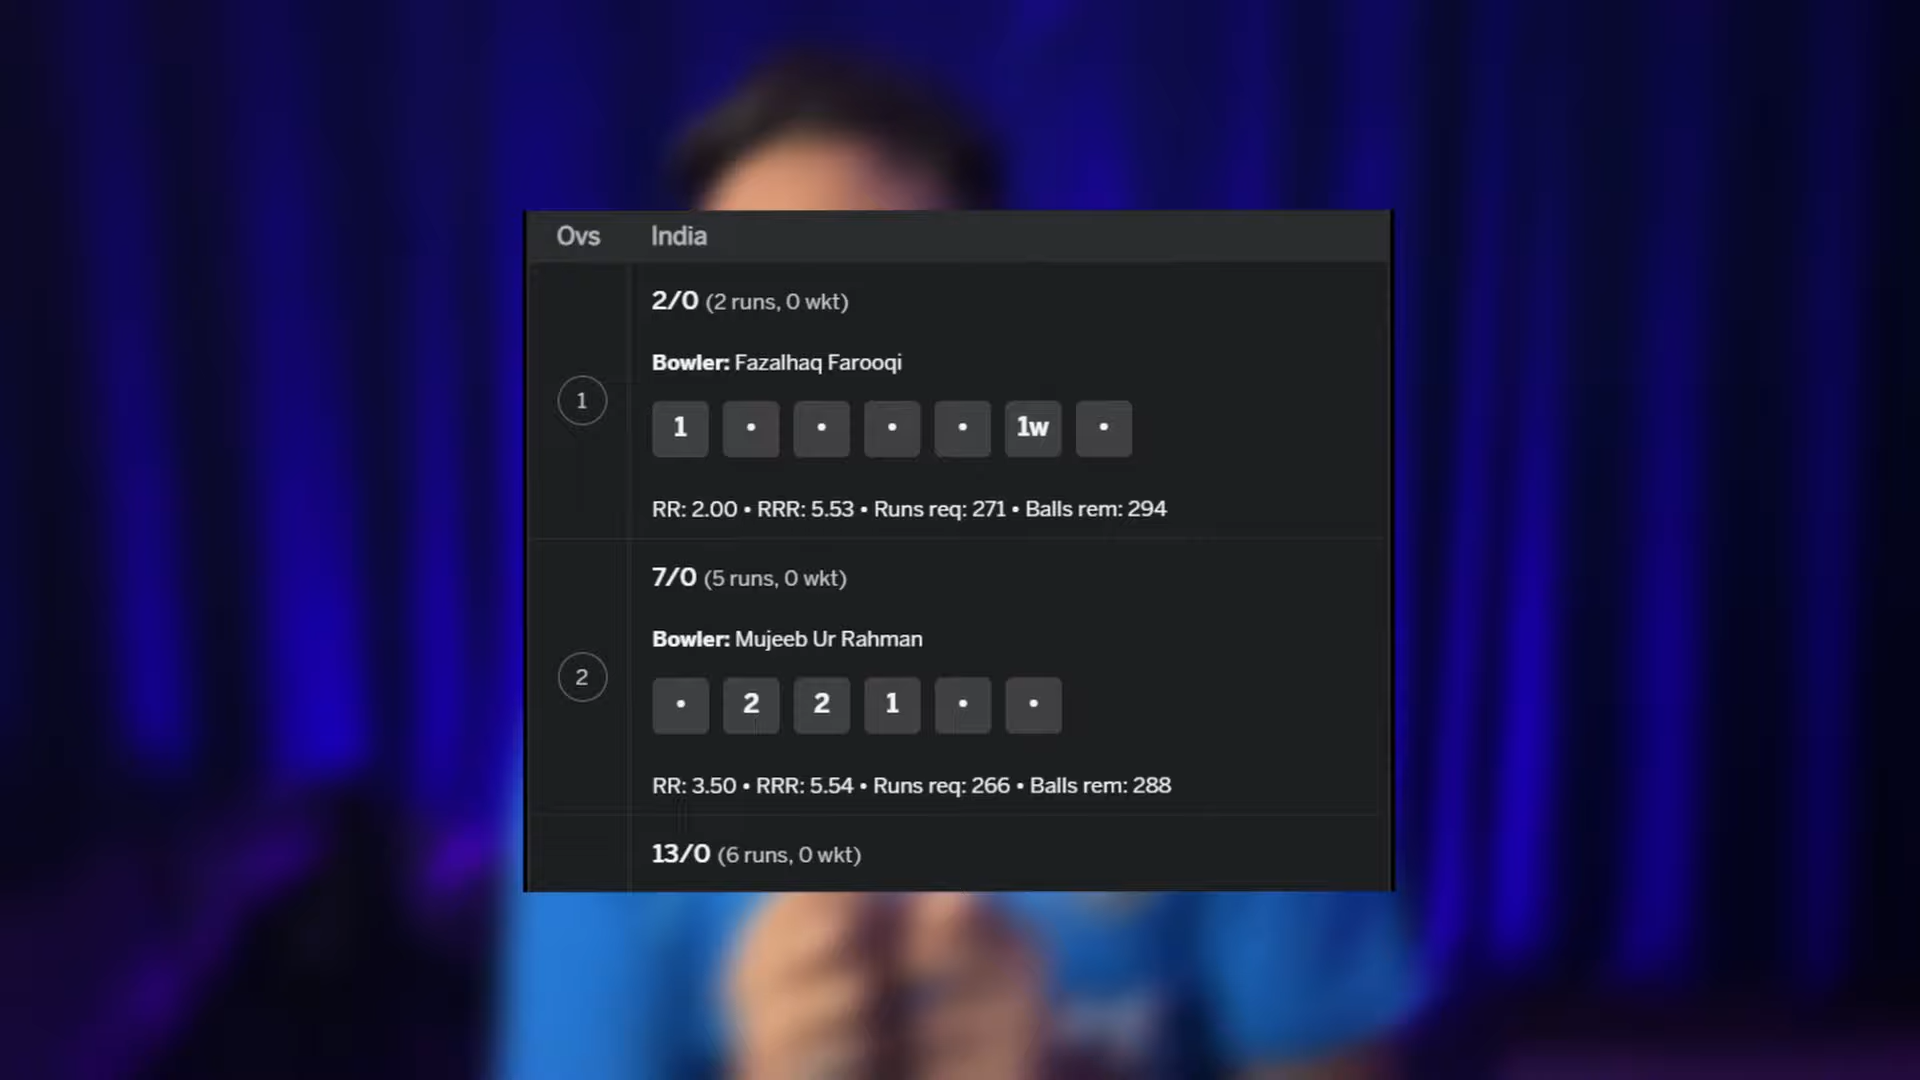 Ovs India
2/0 (2 runs, 0 wkt)
Bowler: Fazalhaq Farooqi
1
1 • • • • 1w •
RR: 2.00 • RRR: 5.53 • Runs req: 271 • Balls rem: 294
7/0 (5 runs, 0 wkt)
Bowler: Mujeeb Ur Rahman
2
• 2 2 1 • •
RR: 3.50 • RRR: 5.54 • Runs req: 266 • Balls rem: 288
13/0 (6 runs, 0 wkt)